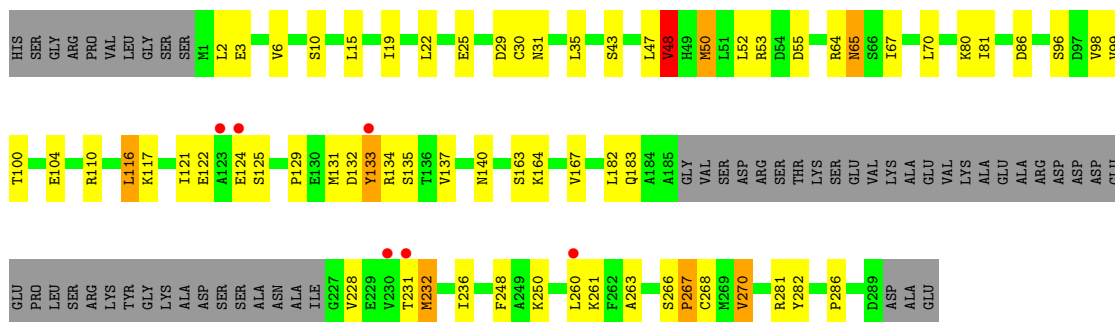 HIS SER GLY ARG PRO VAL LEU GLY SER SER M1 L2 E3 V6 S10 L15 I19 L22 E25 D29 C30 N31 L35 S43 L47 V48 H49 M50 L51 L52 R53 D54 D55 R64 N65 S66 I67 L70 K80 I81 D86 S96 D97 V98 V99
T100 E104 R110 L116 K117 I121 E122 A123 E124 S125 P129 E130 M131 D132 Y133 R134 S135 T136 V137 N140 S163 K164 V167 L182 Q183 A184 A185 GLY VAL SER ASP ARG SER THR LYS SER GLU VAL LYS ALA GLU VAL LYS ALA GLU ALA ARG ASP ASP ASP GLU
GLU PRO LEU SER ARG LYS TYR GLY LYS ALA ASP SER SER ALA ASN ALA ILE G227 V228 E229 V230 T231 M232 I236 F248 A249 K250 L260 K261 F262 A263 S266 P267 C268 M269 V270 R281 Y282 P286 D289 ASP ALA GLU